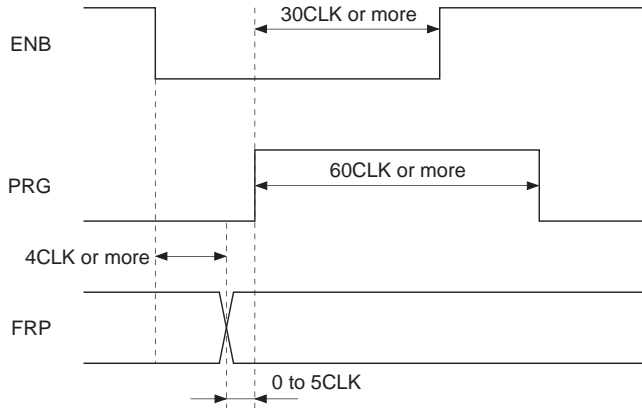 30CLK or more
ENB
PRG
60CLK or more
4CLK or more
FRP
0 to 5CLK